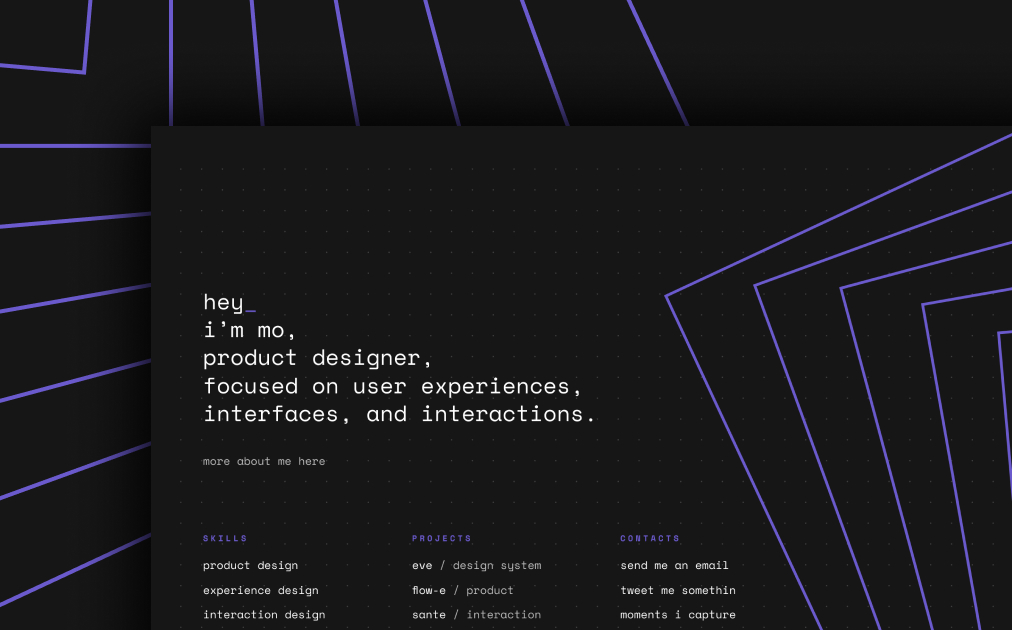 hey_
i’m mo,
product designer,
focused on user experiences,
interfaces, and interactions.
more about me here
SKILLS
product design
experience design
interaction design
PROJECTS
eve / design system
flow-e / product
sante / interaction
CONTACTS
send me an email
tweet me somethin
moments i capture